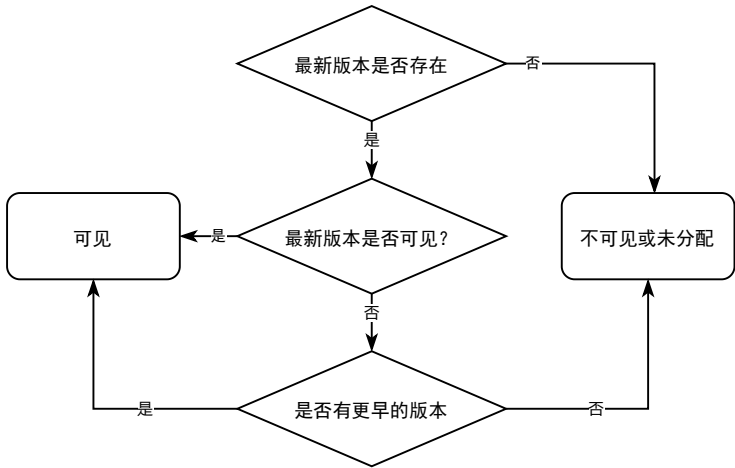 最新版本是否存在
否
是
可见
是
最新版本是否可见?
不可见或未分配
否
是
是否有更早的版本
否